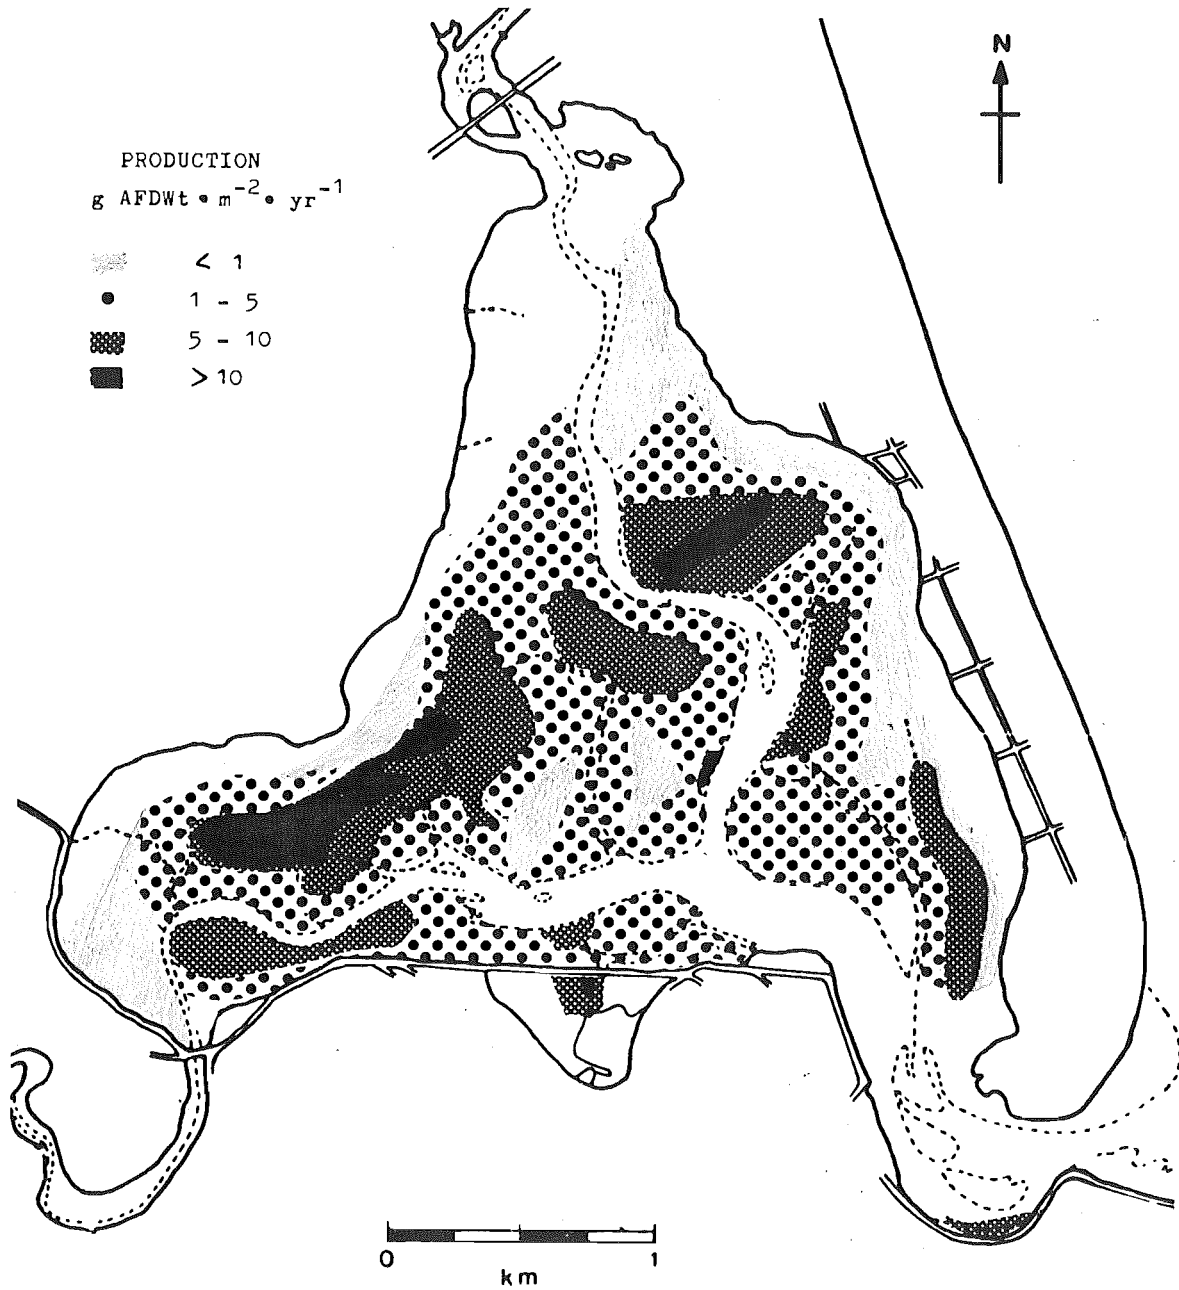 N
PRODUCTION
g AFDWt • m⁻² • yr⁻¹
< 1
1 - 5
5 - 10
> 10
0 1
km